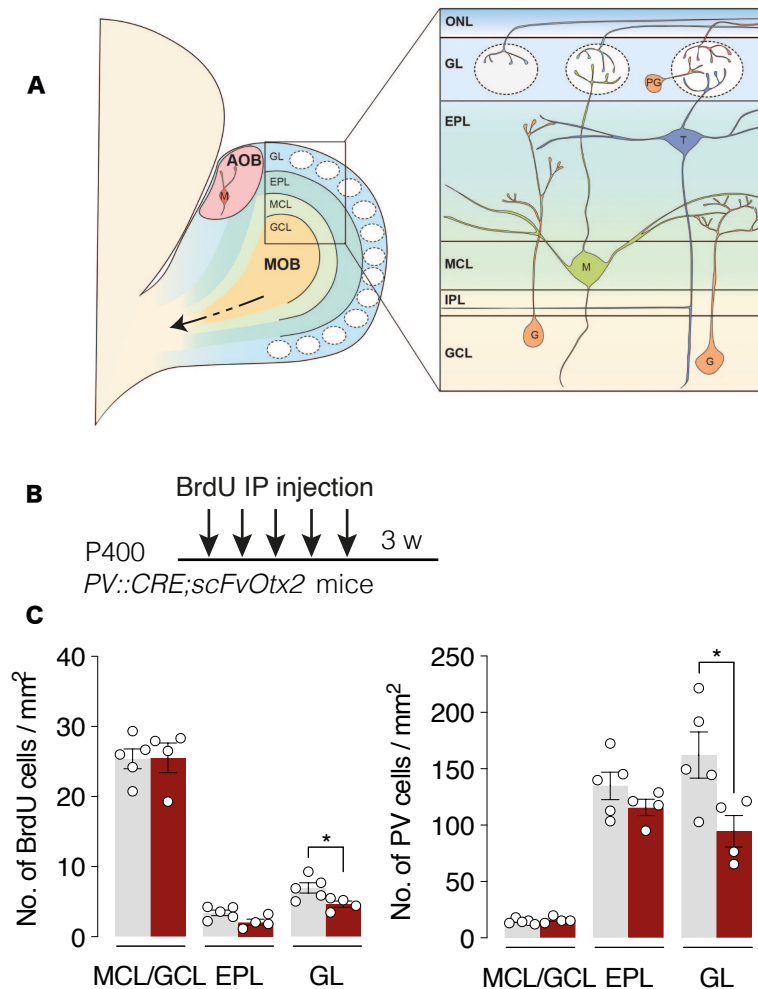 A
AOB
M
GL
EPL
MCL
GCL
MOB
ONL
GL
PG
EPL
T
MCL
M
IPL
G
GCL
G
B
BrdU IP injection
P400
3 w
PV::CRE;scFvOtx2 mice
C
No. of BrdU cells / mm²
40
30
20
10
0
*
MCL/GCL EPL GL
No. of PV cells / mm²
250
200
150
100
50
0
*
MCL/GCL EPL GL